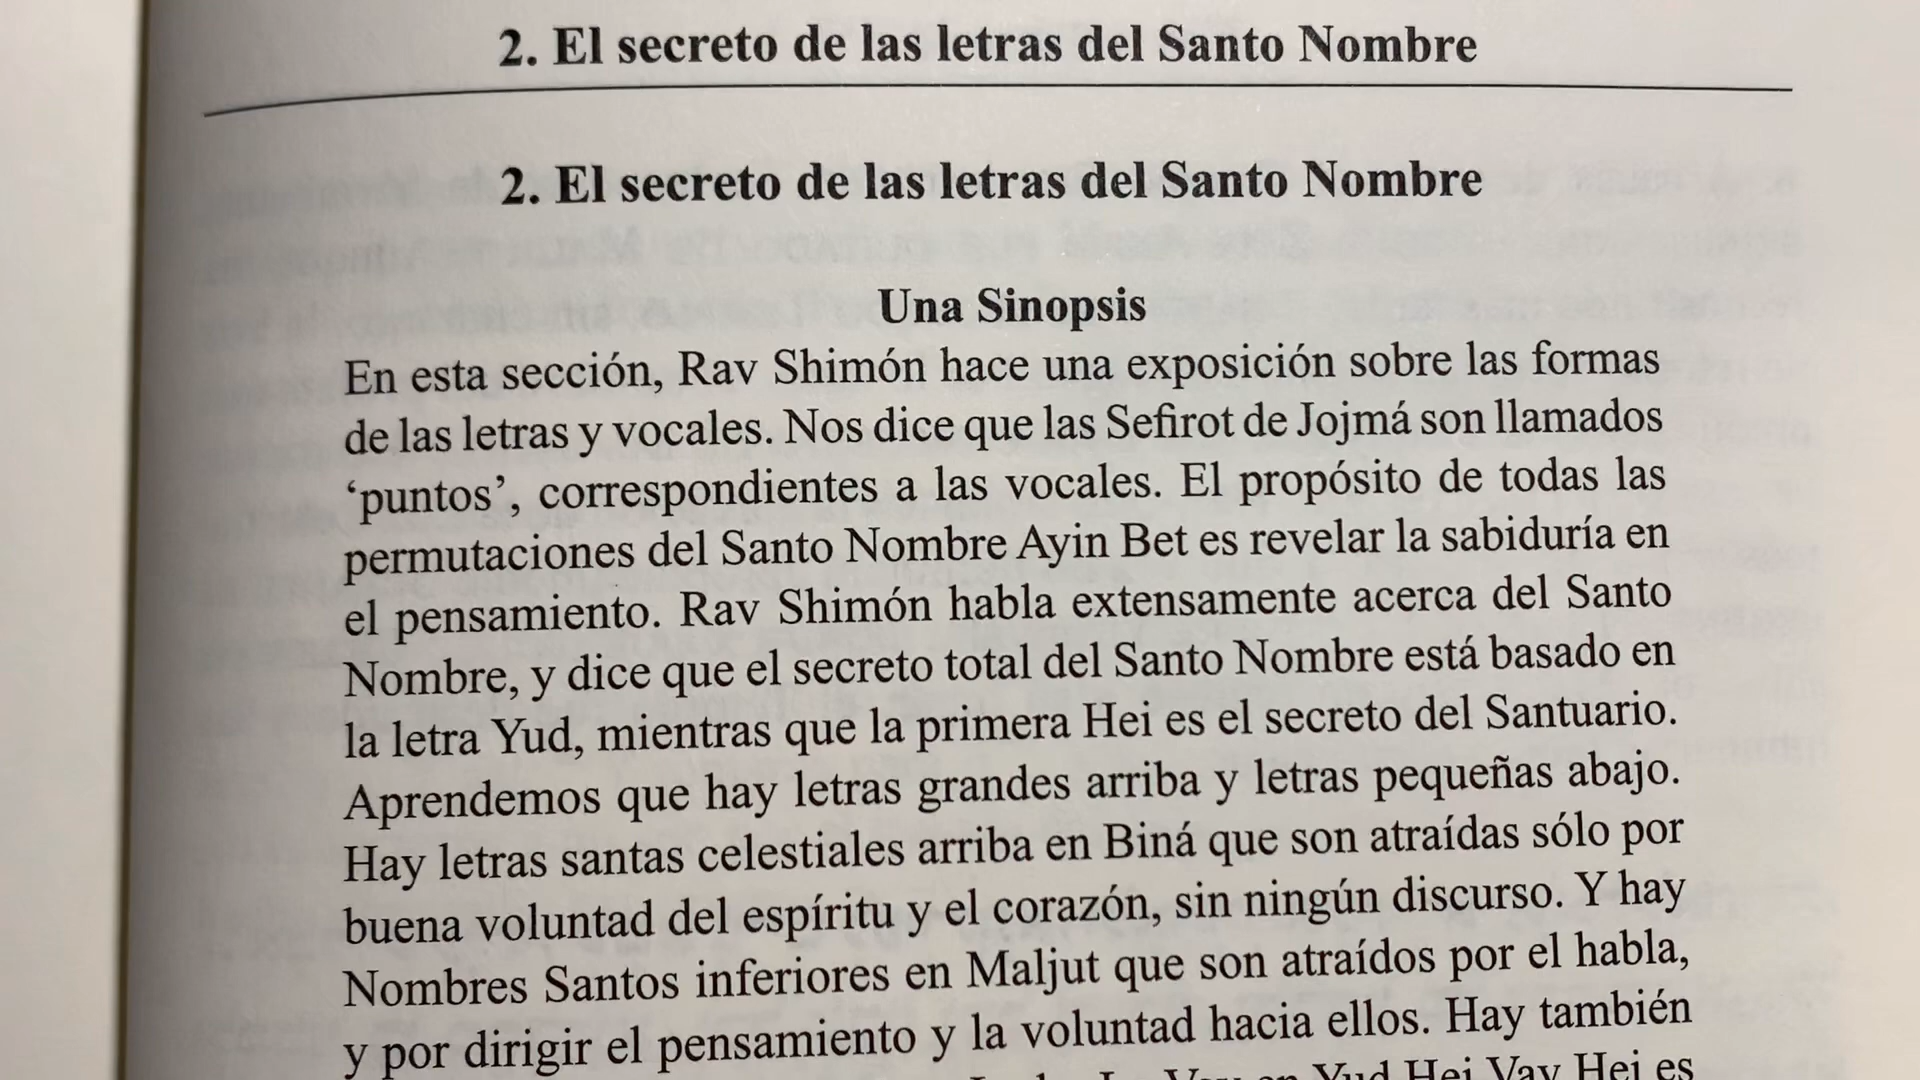 2. El secreto de las letras del Santo Nombre
2. El secreto de las letras del Santo Nombre
Una Sinopsis
En esta sección, Rav Shimón hace una exposición sobre las formas
de las letras y vocales. Nos dice que las Sefirot de Jojmá son llamados
‘puntos’, correspondientes a las vocales. El propósito de todas las
permutaciones del Santo Nombre Ayin Bet es revelar la sabiduría en
el pensamiento. Rav Shimón habla extensamente acerca del Santo
Nombre, y dice que el secreto total del Santo Nombre está basado en
la letra Yud, mientras que la primera Hei es el secreto del Santuario.
Aprendemos que hay letras grandes arriba y letras pequeñas abajo.
Hay letras santas celestiales arriba en Biná que son atraídas sólo por
buena voluntad del espíritu y el corazón, sin ningún discurso. Y hay
Nombres Santos inferiores en Maljut que son atraídos por el habla,
y por dirigir el pensamiento y la voluntad hacia ellos. Hay también
Yud Hei Vav Hei es